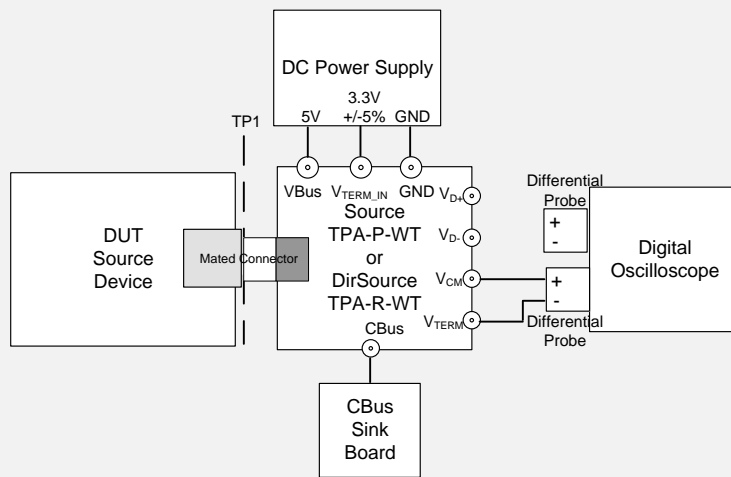 DC Power Supply
5V
3.3V
+/-5%
GND
TP1
VBus
VTERM_IN
GND
VD+
VD-
VCM
VTERM
Source
TPA-P-WT
or
DirSource
TPA-R-WT
CBus
DUT
Source
Device
Mated Connector
Differential
Probe
+
-
+
-
Differential
Probe
Digital
Oscilloscope
CBus
Sink
Board